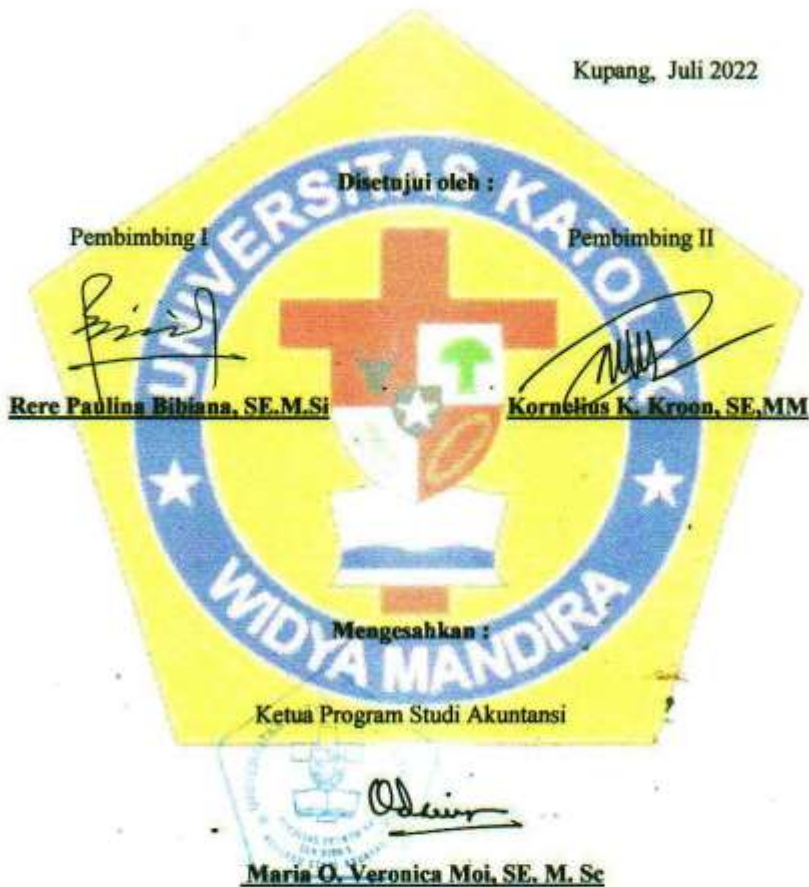 Kupang, Juli 2022
UNIVERSITAS KATOLIK
Disetujui oleh :
Pembimbing I
Pembimbing II
Rere Paulina Bibiana, SE.M.Si
Kornelius K. Kroon, SE,MM
WIDYA MANDIRA
Mengesahkan :
Ketua Program Studi Akuntansi
Maria O. Veronica Moi, SE. M. Sc